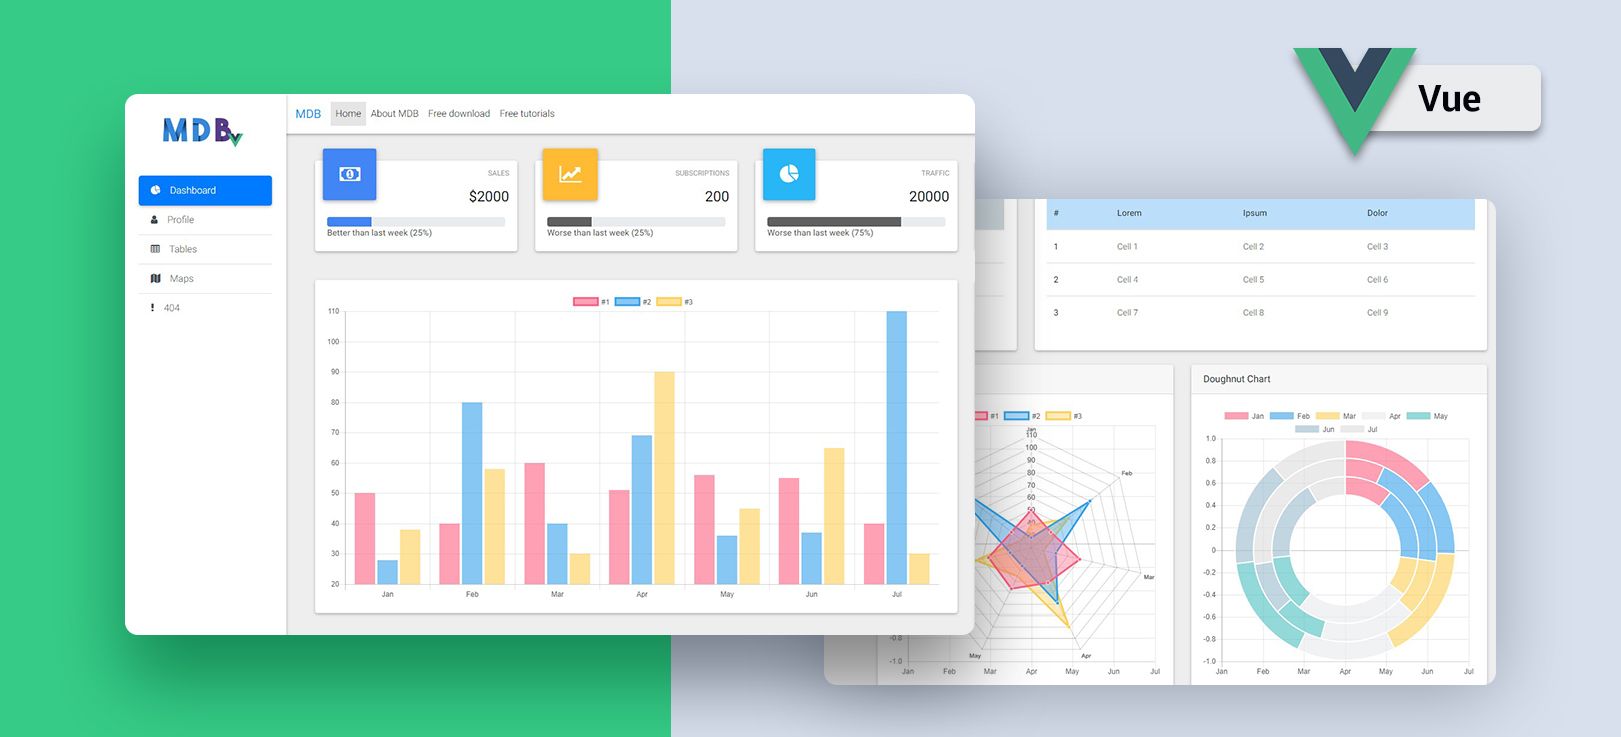 Vue
MDB
MDB Home About MDB Free download Free tutorials
Dashboard
Profile
Tables
Maps
404
SALES
$2000
Better than last week (25%)
SUBSCRIPTIONS
200
Worse than last week (25%)
TRAFFIC
20000
Worse than last week (75%)
#1 #2 #3
110
100
90
80
70
60
50
40
30
20
Jan Feb Mar Apr May Jun Jul
# Lorem Ipsum Dolor
1 Cell 1 Cell 2 Cell 3
2 Cell 4 Cell 5 Cell 6
3 Cell 7 Cell 8 Cell 9
#1 #2 #3
Jan
110
100
90
80
70
60
50
40
Feb
Mar
Apr
May
-0.8
-1.0
Jan Feb Mar Apr May Jun Jul
Doughnut Chart
Jan Feb Mar Apr May
Jun Jul
1.0
0.8
0.6
0.4
0.2
0
-0.2
-0.4
-0.6
-0.8
-1.0
Jan Feb Mar Apr May Jun Jul